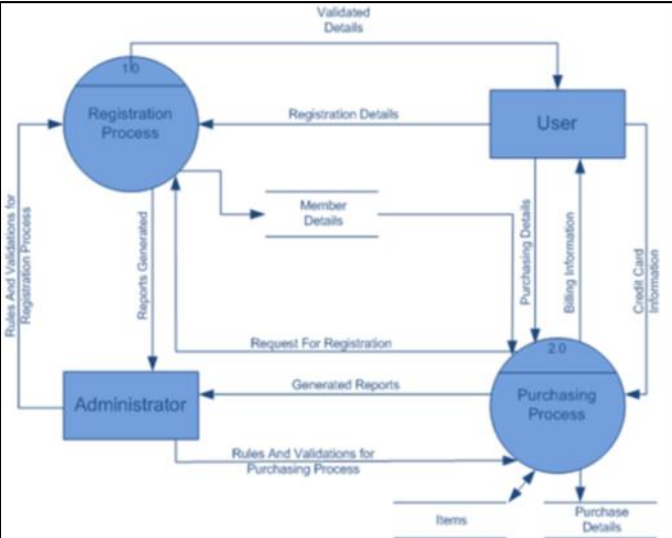 Validated
Details
1.0
Registration
Process
Registration Details
User
Member
Details
Rules And Validations for
Registration Process
Reports Generated
Purchasing Details
Billing Information
Credit Card
Information
Request For Registration
2.0
Generated Reports
Administrator
Purchasing
Process
Rules And Validations for
Purchasing Process
Items
Purchase
Details